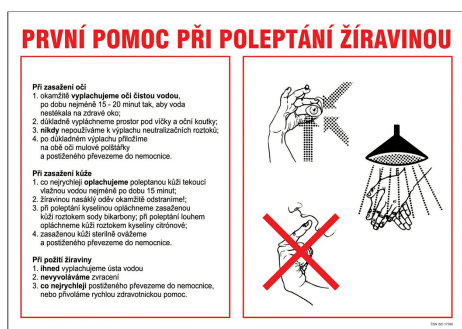 PRVNÍ POMOC PŘI POLEPTÁNÍ ŽÍRAVINOU
Při zasažení očí
1. okamžitě vyplachujeme oči čistou vodou,
po dobu nejméně 15 - 20 minut tak, aby voda
nestékala na zdravé oko;
2. důkladně vypláchneme prostor pod víčky a oční koutky;
3. nikdy nepoužíváme k výplachu neutralizačních roztoků;
4. po důkladném výplachu přiložíme
na obě oči mulové polštářky
a postiženého převezeme do nemocnice.
Při zasažení kůže
1. co nejrychleji oplachujeme poleptanou kůži tekoucí
vlažnou vodou nejméně po dobu 15 minut;
2. žíravinou nasáklý oděv okamžitě odstraníme!;
3. při poleptání kyselinou opláchneme zasaženou
kůži roztokem sody bikarbony; při poleptání louhem
opláchneme kůži roztokem kyseliny citrónové;
4. zasaženou kůži sterilně ovážeme
a postiženého převezeme do nemocnice.
Při požití žíraviny
1. ihned vyplachujeme ústa vodou
2. nevyvoláváme zvracení
3. co nejrychleji postiženého převezeme do nemocnice,
nebo přivoláme rychlou zdravotnickou pomoc.